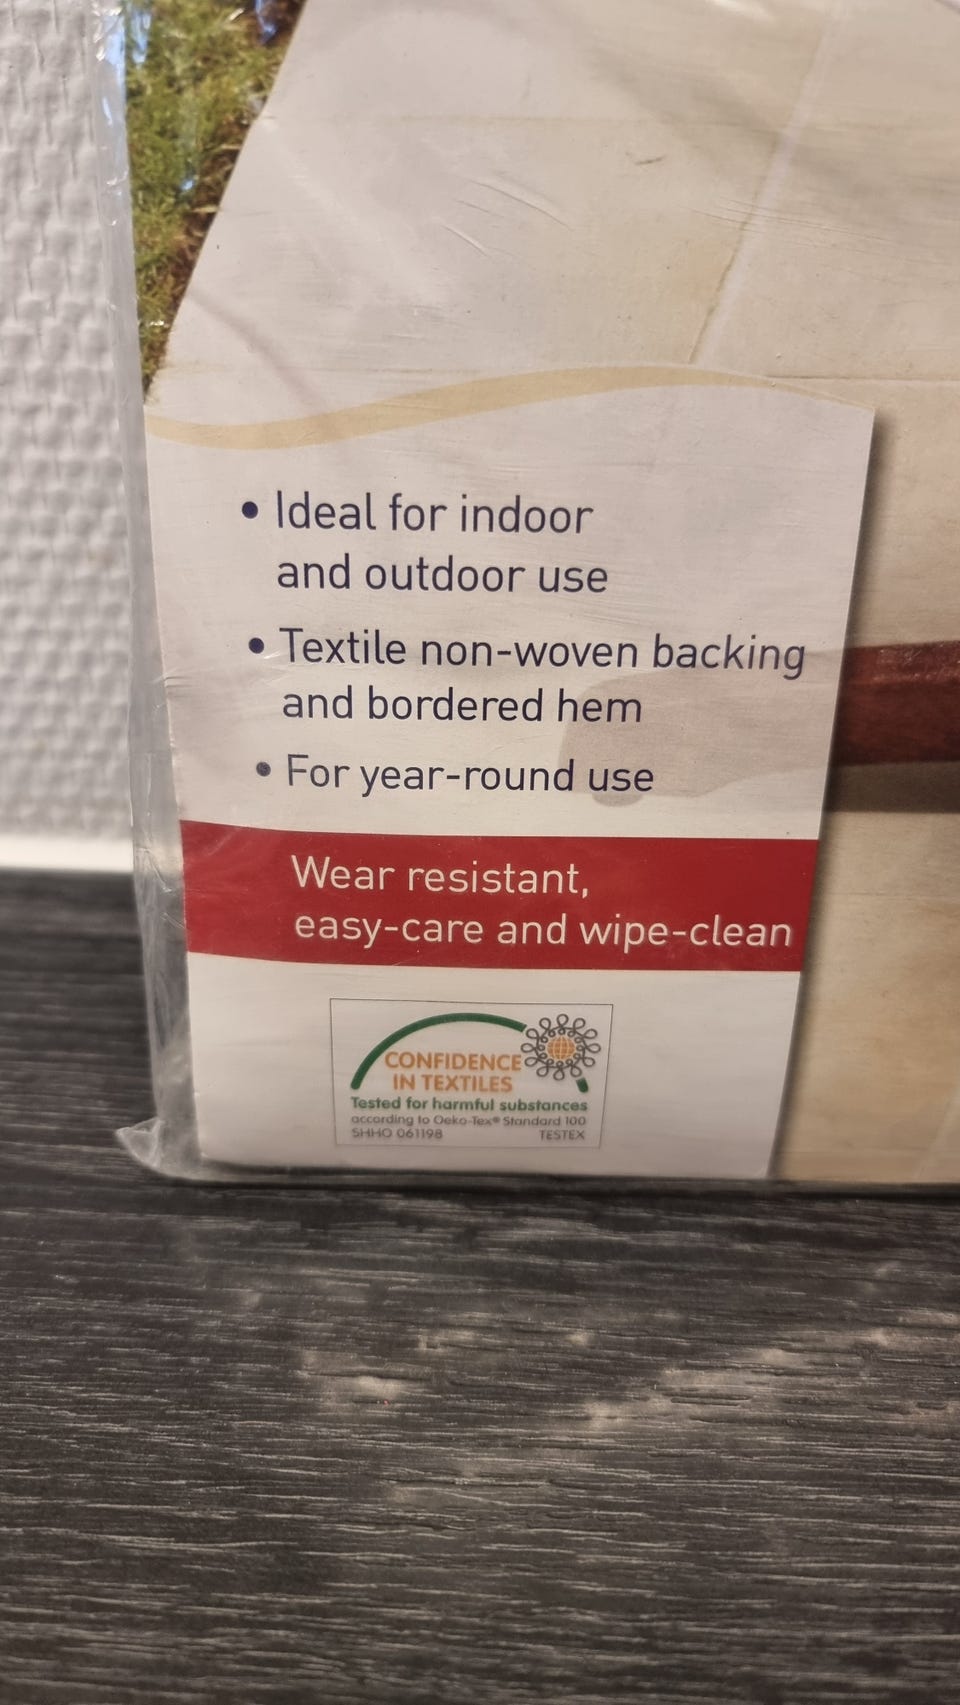 • Ideal for indoor
and outdoor use
• Textile non-woven backing
and bordered hem
• For year-round use
Wear resistant,
easy-care and wipe-clean
CONFIDENCE
IN TEXTILES
Tested for harmful substances
according to Oeko-Tex® Standard 100
SHHO 061198 TESTEX